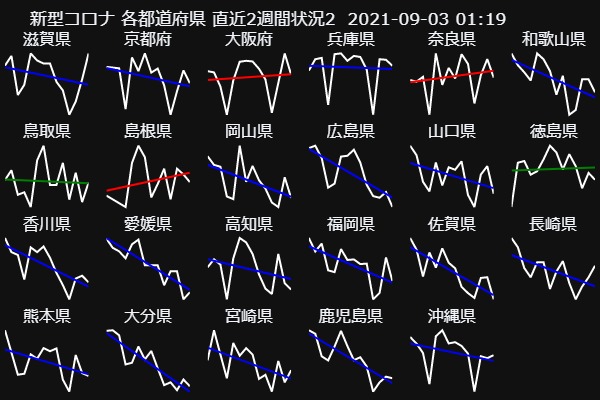 新型コロナ 各都道府県 直近2週間状況2 2021-09-03 01:19
滋賀県 京都府 大阪府 兵庫県 奈良県 和歌山県
鳥取県 島根県 岡山県 広島県 山口県 徳島県
香川県 愛媛県 高知県 福岡県 佐賀県 長崎県
熊本県 大分県 宮崎県 鹿児島県 沖縄県